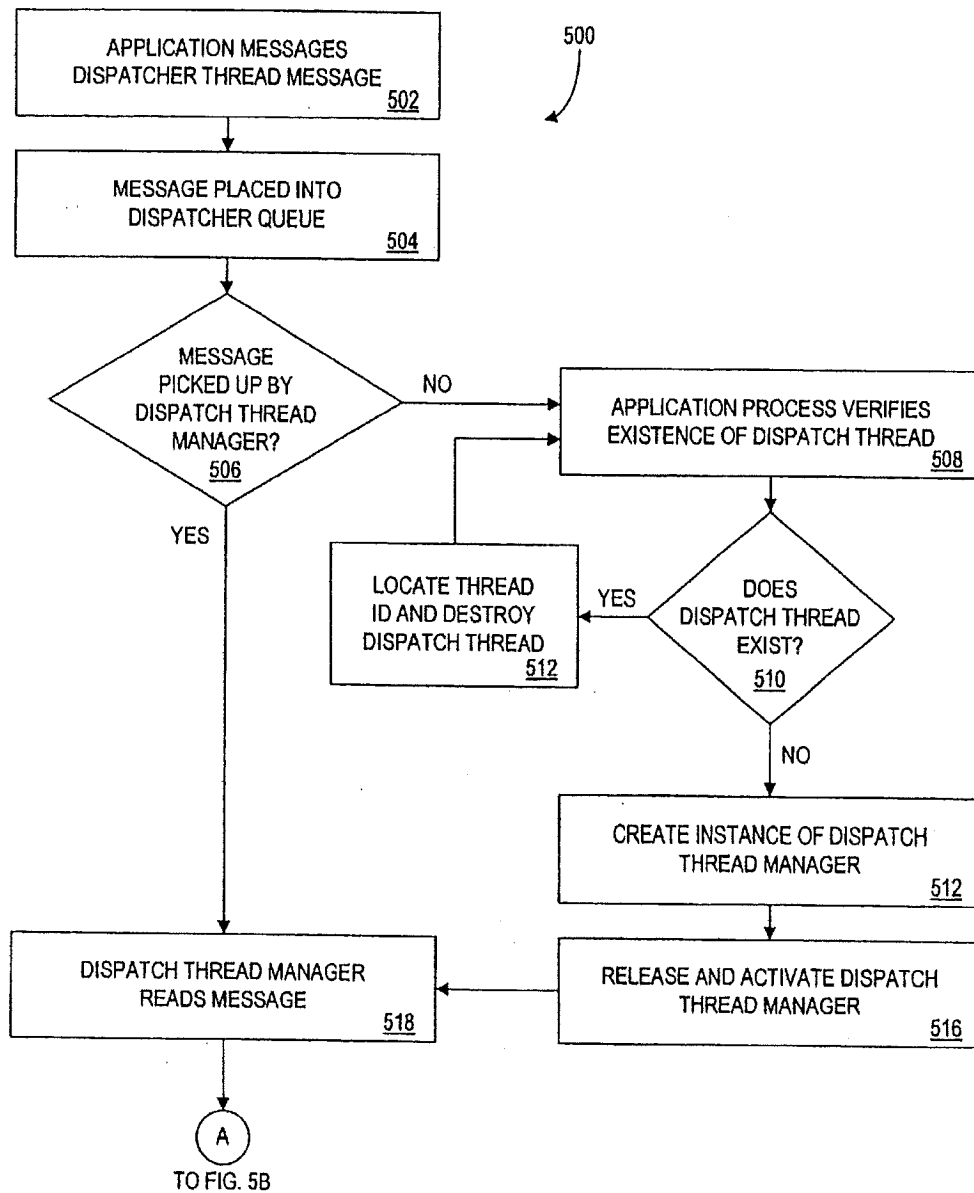 APPLICATION MESSAGES
DISPATCHER THREAD MESSAGE
502
500
MESSAGE PLACED INTO
DISPATCHER QUEUE
504
MESSAGE
PICKED UP BY
DISPATCH THREAD
MANAGER?
506
NO
YES
APPLICATION PROCESS VERIFIES
EXISTENCE OF DISPATCH THREAD
508
DOES
DISPATCH THREAD
EXIST?
510
YES
LOCATE THREAD
ID AND DESTROY
DISPATCH THREAD
512
NO
CREATE INSTANCE OF DISPATCH
THREAD MANAGER
512
RELEASE AND ACTIVATE DISPATCH
THREAD MANAGER
516
DISPATCH THREAD MANAGER
READS MESSAGE
518
A
TO FIG. 5B